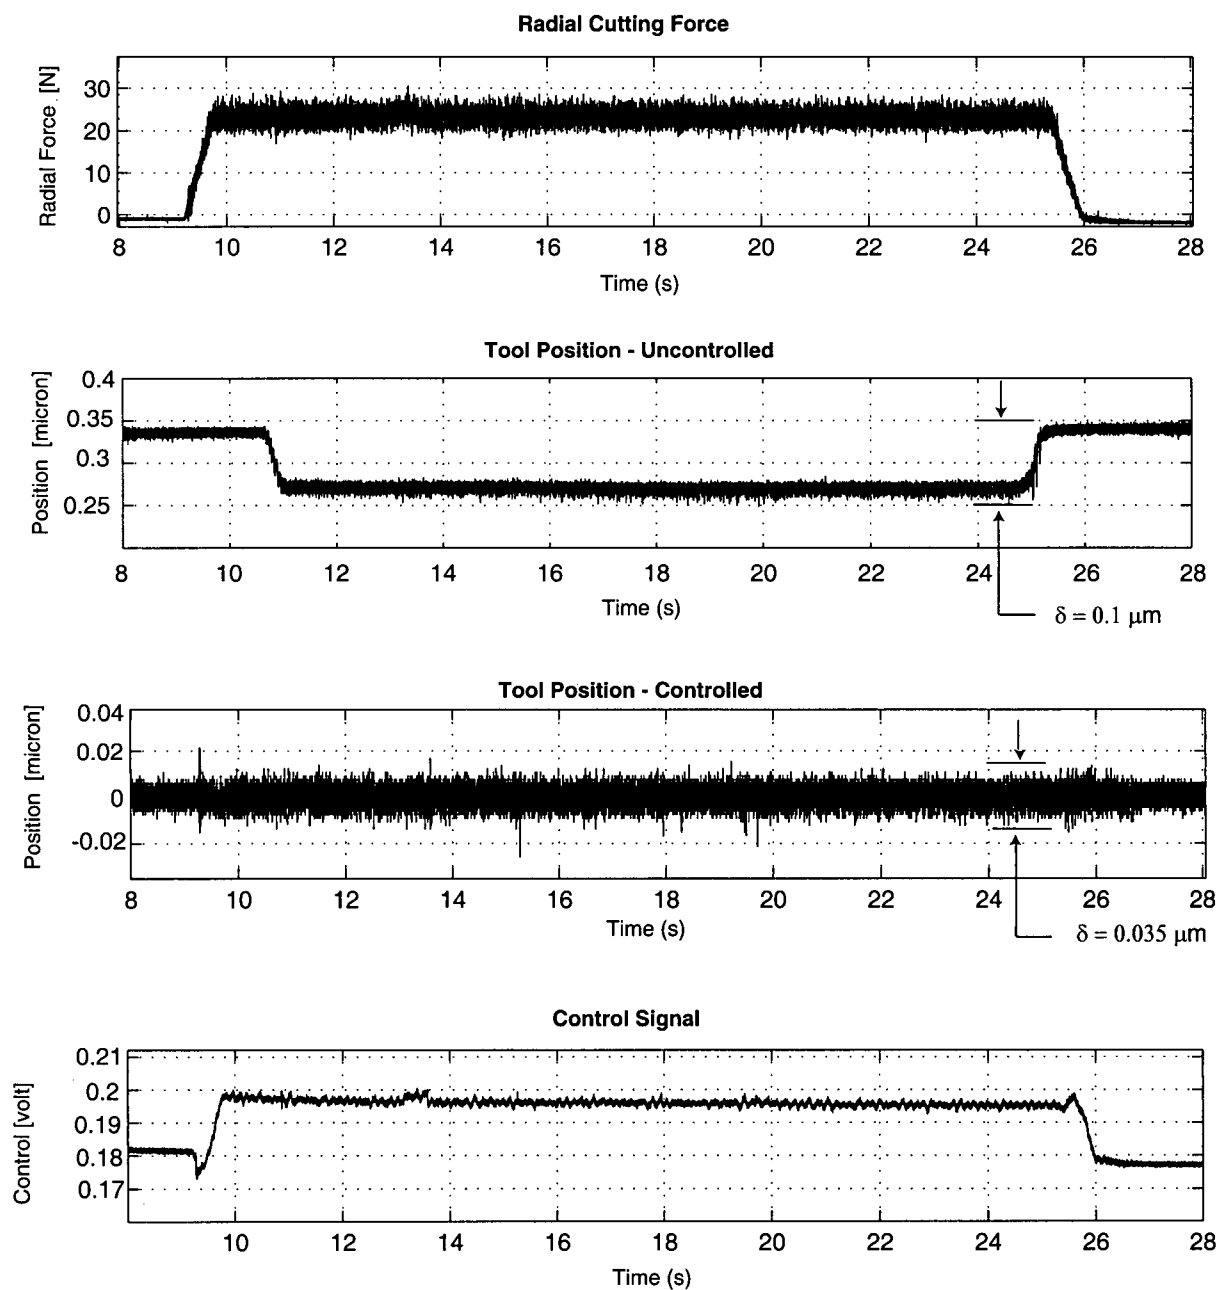 Radial Cutting Force
Radial Force [N]
30
20
10
0
8 10 12 14 16 18 20 22 24 26 28
Time (s)
Tool Position - Uncontrolled
Position [micron]
0.4
0.35
0.3
0.25
8 10 12 14 16 18 20 22 24 26 28
Time (s)
δ = 0.1 μm
Tool Position - Controlled
Position [micron]
0.04
0.02
0
-0.02
8 10 12 14 16 18 20 22 24 26 28
Time (s)
δ = 0.035 μm
Control Signal
Control [volt]
0.21
0.2
0.19
0.18
0.17
10 12 14 16 18 20 22 24 26 28
Time (s)